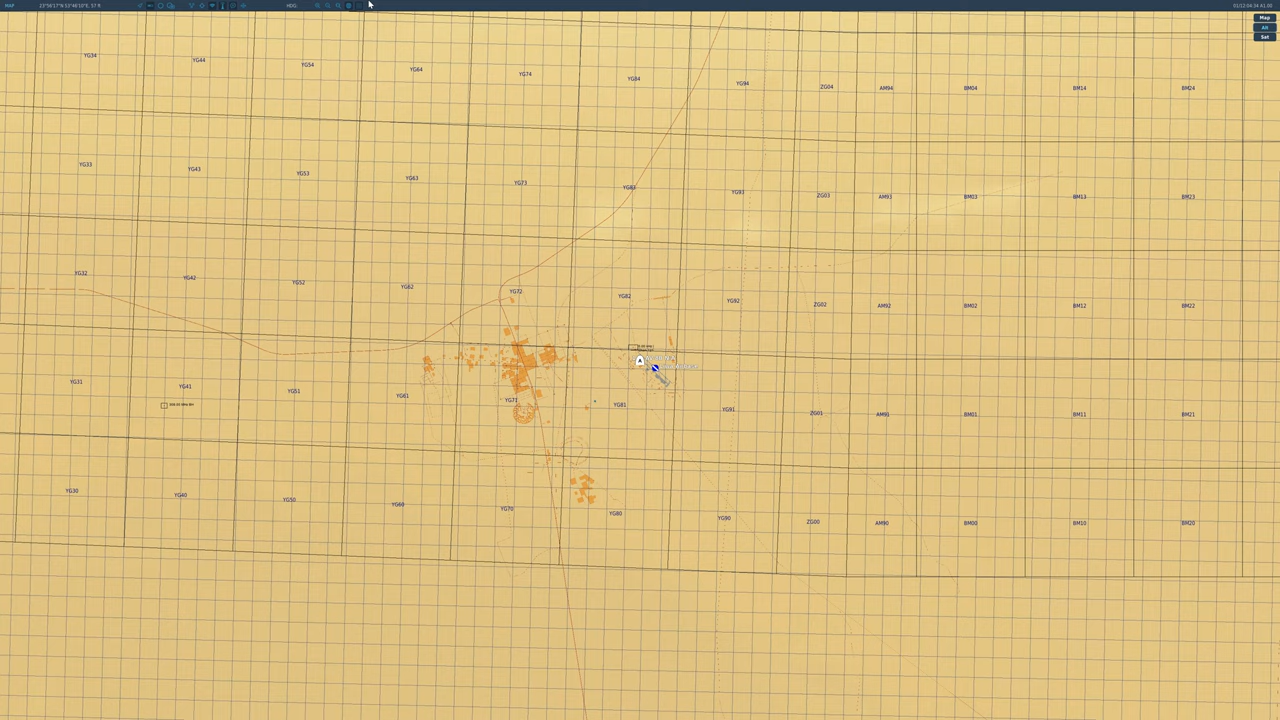 MAP
HDG:
Map
Alt
Sat
YG34 YG44 YG54 YG64 YG74 YG84 YG94 ZG04 AM94 BM04 BM14 BM24
YG33 YG43 YG53 YG63 YG73 YG83 YG93 ZG03 AM93 BM03 BM13 BM23
YG32 YG42 YG52 YG62 YG72 YG82 YG92 ZG02 AM92 BM02 BM12 BM22
YG31 YG41 YG51 YG61 YG71 YG81 YG91 ZG01 AM91 BM01 BM11 BM21
YG30 YG40 YG50 YG60 YG70 YG80 YG90 ZG00 AM90 BM00 BM10 BM20